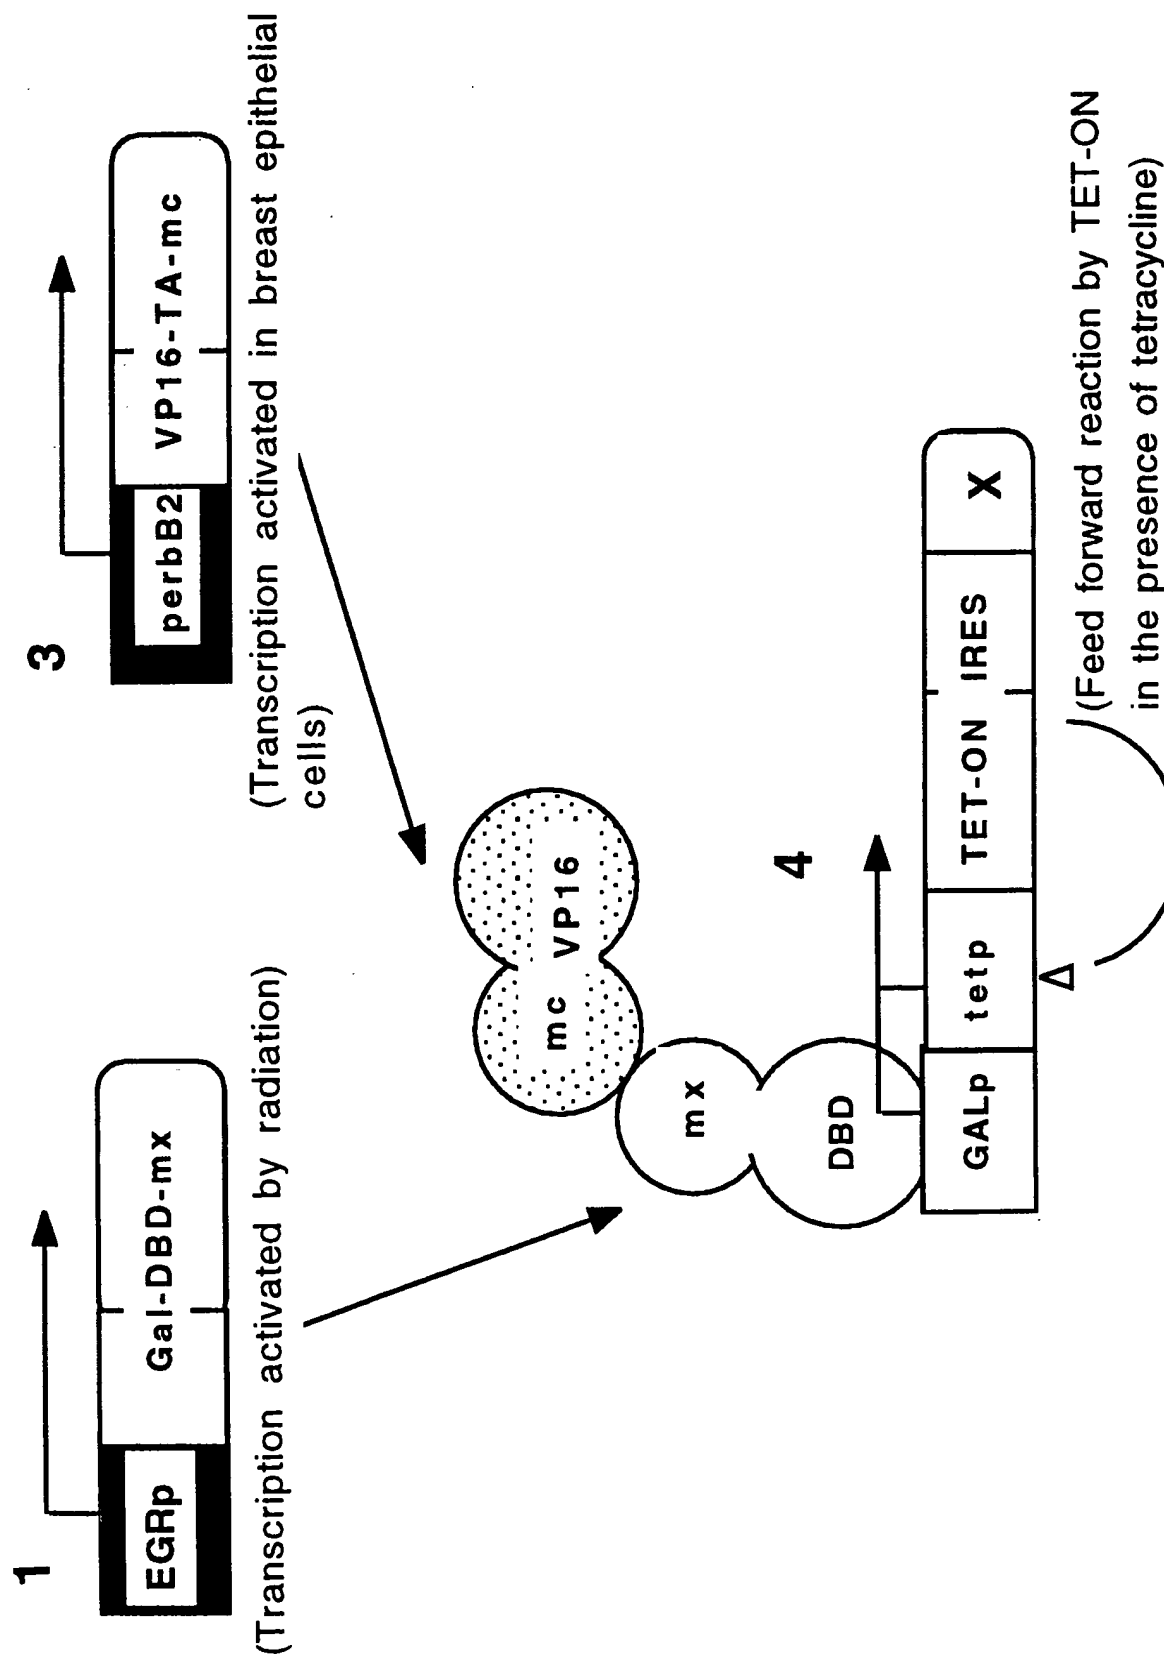 1
EGRp
Gal-DBD-mx
(Transcription activated by radiation)
3
perbB2
VP16-TA-mc
(Transcription activated in breast epithelial
cells)
mc
VP16
mx
DBD
4
GALp
tetp
TET-ON
IRES
X
(Feed forward reaction by TET-ON
in the presence of tetracycline)